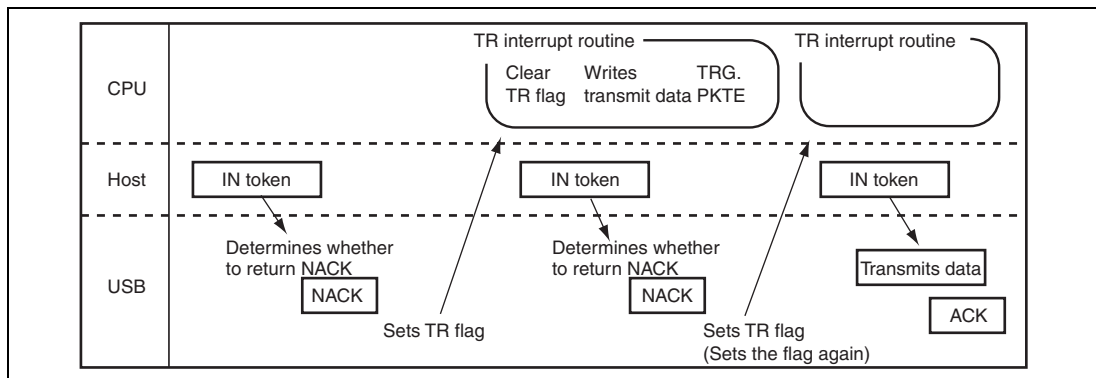 TR interrupt routine
TR interrupt routine
CPU
Clear Writes TRG.
TR flag transmit data PKTE
Host
IN token
IN token
IN token
USB
Determines whether
to return NACK
NACK
Sets TR flag
Determines whether
to return NACK
NACK
Sets TR flag
(Sets the flag again)
Transmits data
ACK